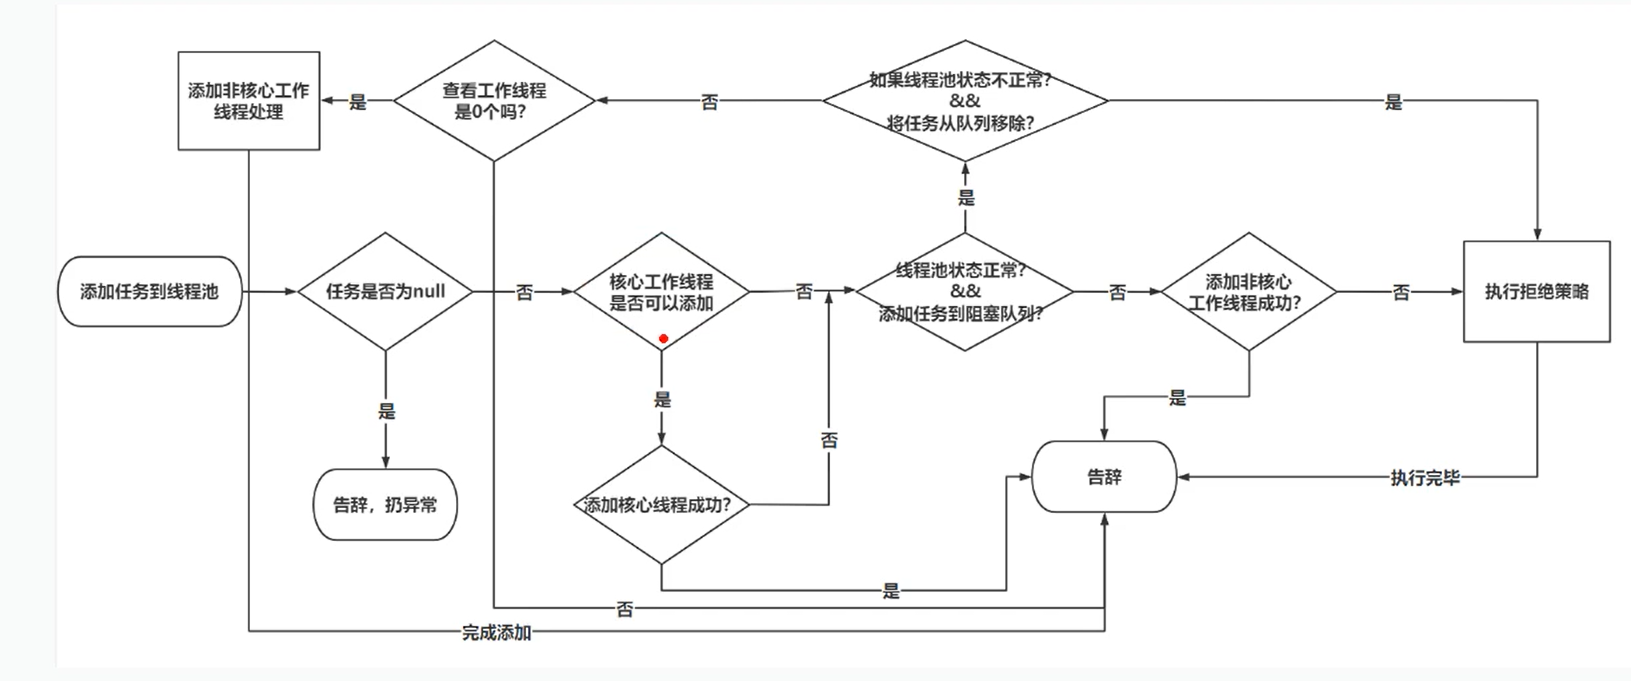 添加非核心工作
线程处理
是
查看工作线程
是0个吗?
否
如果线程池状态不正常?
&&
将任务从队列移除?
是
是
添加任务到线程池
任务是否为null
否
核心工作线程
是否可以添加
否
线程池状态正常?
&&
添加任务到阻塞队列?
否
添加非核心
工作线程成功?
否
执行拒绝策略
是
是
是
否
告辞，扔异常
添加核心线程成功?
告辞
执行完毕
是
否
完成添加